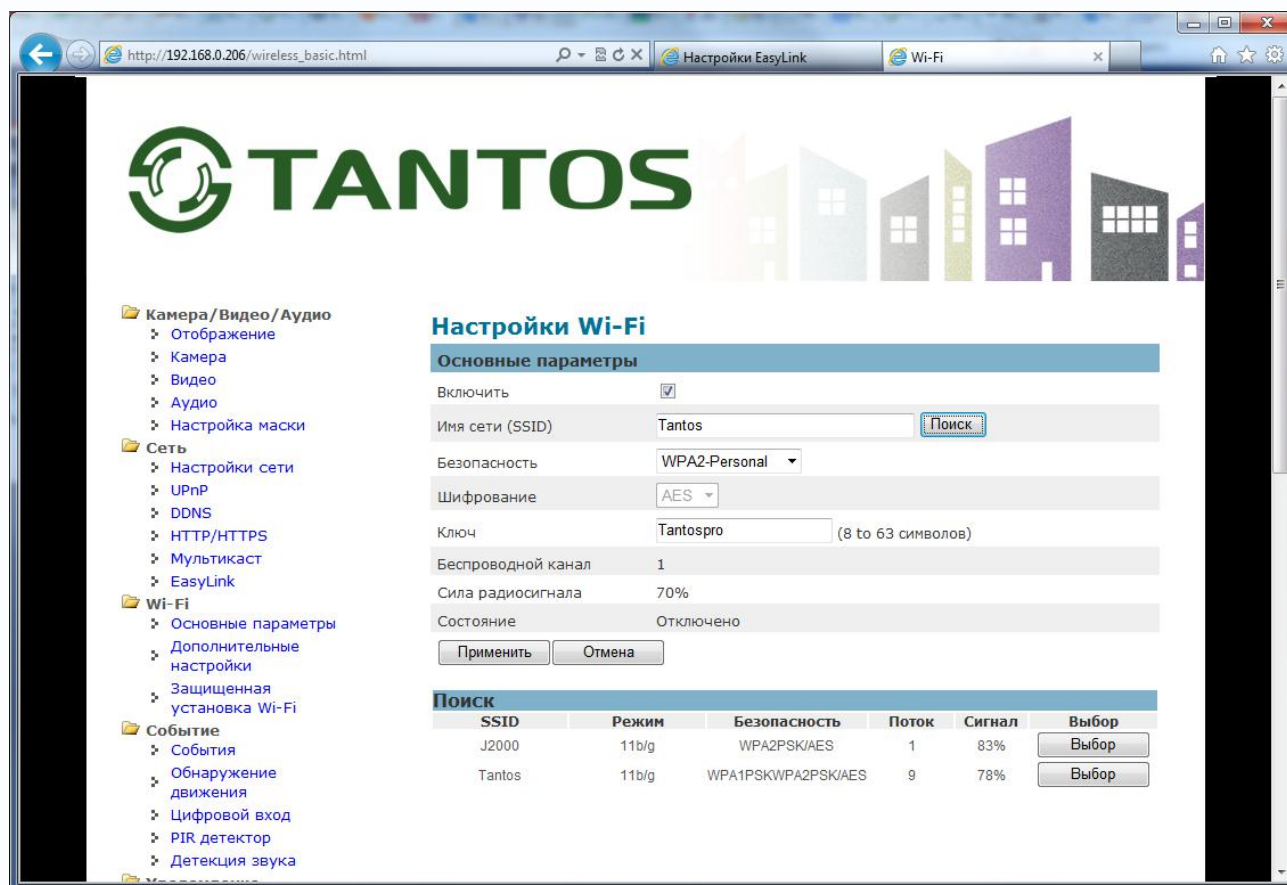 http://192.168.0.206/wireless_basic.html
Настройки EasyLink
Wi-Fi
TANTOS
Камера/Видео/Аудио
Отображение
Камера
Видео
Аудио
Настройка маски
Сеть
Настройки сети
UPnP
DDNS
HTTP/HTTPS
Мультикаст
EasyLink
Wi-Fi
Основные параметры
Дополнительные
настройки
Защищенная
установка Wi-Fi
Событие
События
Обнаружение
движения
Цифровой вход
PIR детектор
Детекция звука
Настройки Wi-Fi
Основные параметры
Включить
Имя сети (SSID) Tantos Поиск
Безопасность WPA2-Personal
Шифрование AES
Ключ Tantospro (8 to 63 символов)
Беспроводной канал 1
Сила радиосигнала 70%
Состояние Отключено
Применить Отмена
Поиск
SSID Режим Безопасность Поток Сигнал Выбор
J2000 11b/g WPA2PSK/AES 1 83% Выбор
Tantos 11b/g WPA1PSKWPA2PSK/AES 9 78% Выбор